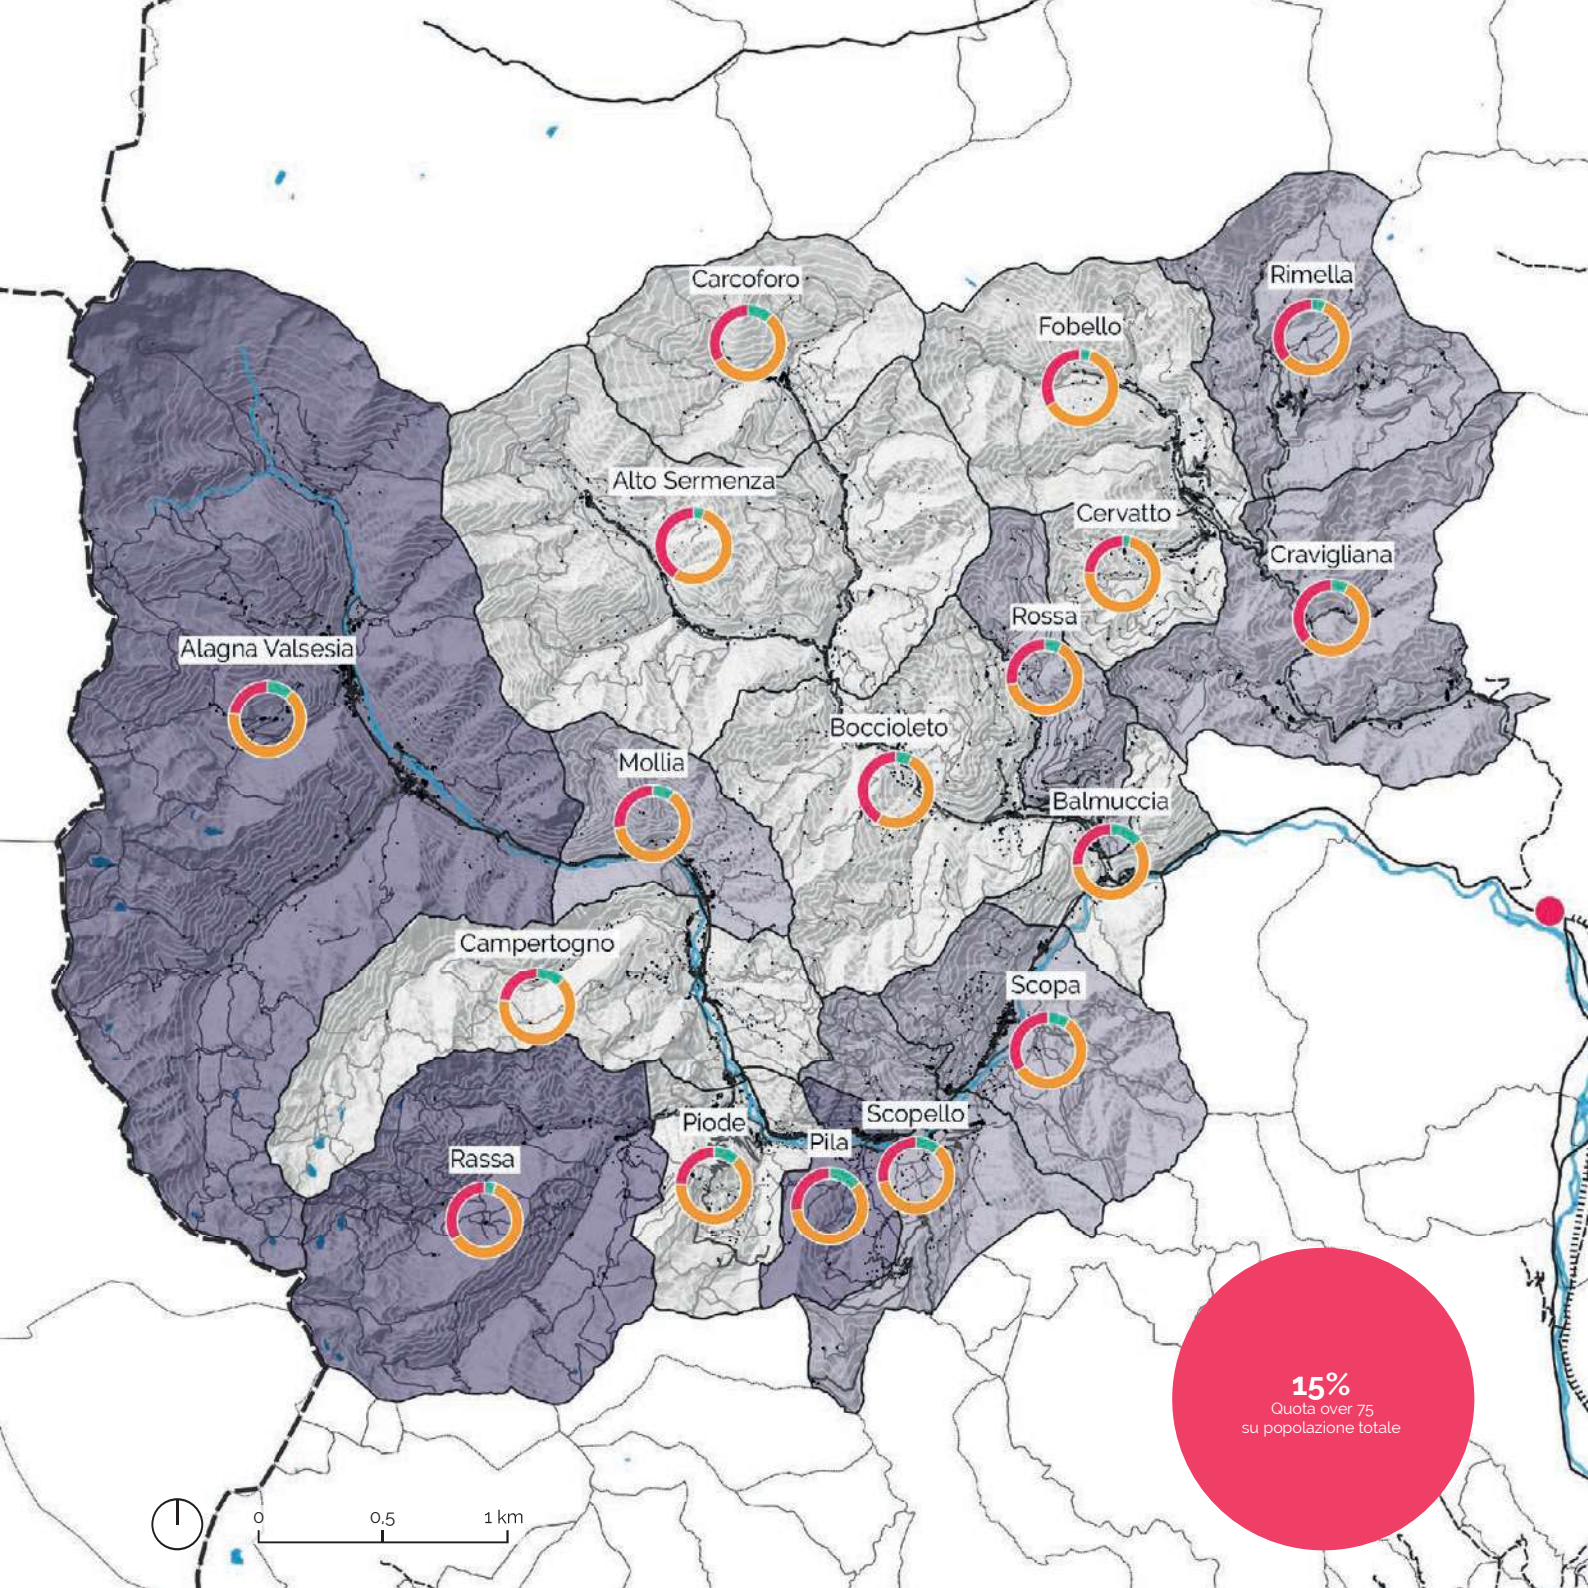 Carcoforo
Rimella
Fobello
Alto Sermenza
Cervatto
Cravigliana
Rossa
Alagna Valsesia
Boccioleto
Mollia
Balmuccia
Campertogno
Scopa
Piode
Scopello
Pila
Rassa
15%
Quota over 75
su popolazione totale
0 0,5 1 km